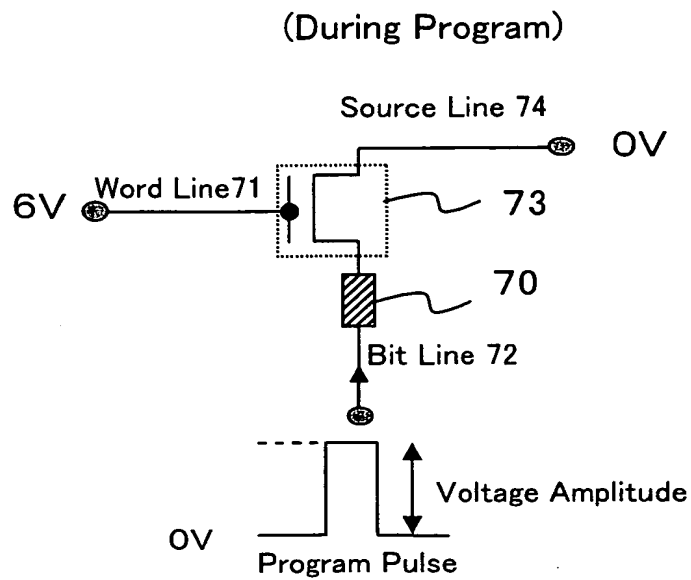 (During Program)
Source Line 74
0V
Word Line71
6V
73
70
Bit Line 72
Voltage Amplitude
0V
Program Pulse